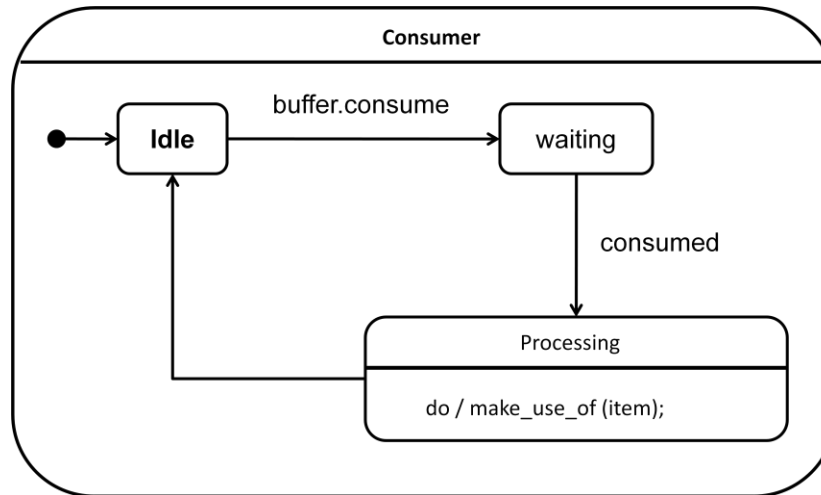 Consumer
buffer.consume
Idle
waiting
consumed
Processing
do / make_use_of (item);